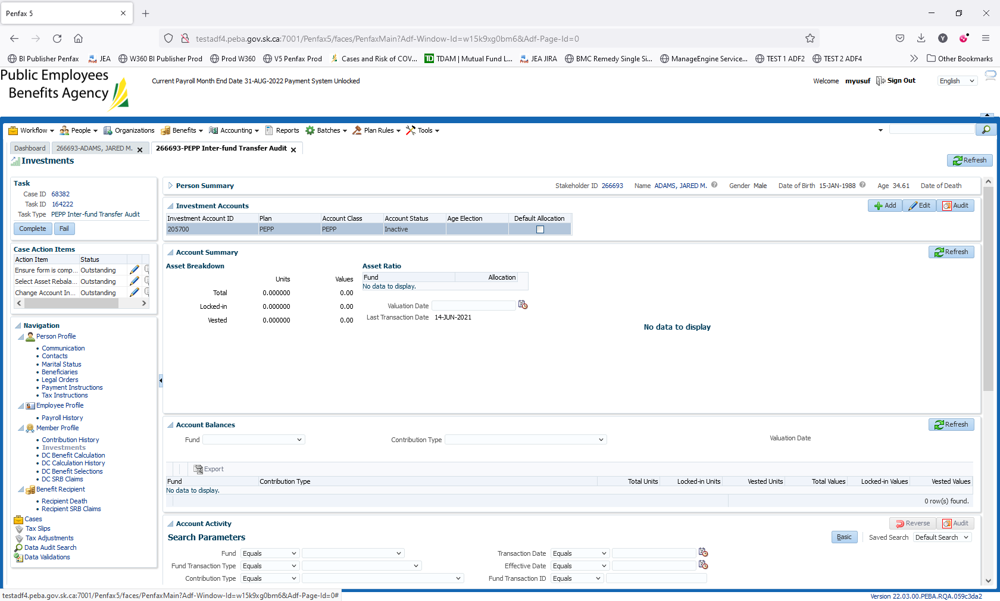 Penfax 5
testadf4.peba.gov.sk.ca:7001/Penfax5/faces/PenfaxMain?Adf-Window-Id=w15k9xg0bm6&Adf-Page-Id=0
BI Publisher Penfax JEA W360 BI Publisher Prod Prod W360 V5 Penfax Prod Cases and Risk of COV... TDAM | Mutual Fund L... JEA JIRA BMC Remedy Single Si... ManageEngine Service... TEST 1 ADF2 TEST 2 ADF4 Other Bookmarks
Public Employees
Benefits Agency
Current Payroll Month End Date 31-AUG-2022 Payment System Unlocked
Welcome myusuf Sign Out English
Workflow People Organizations Benefits Accounting Reports Batches Plan Rules Tools
Dashboard 266693-ADAMS, JARED M. 266693-PEPP Inter-fund Transfer Audit
Investments
Refresh
Task
Case ID 68382
Task ID 164222
Task Type PEPP Inter-fund Transfer Audit
Complete Fail
Case Action Items
Action Item Status
Ensure form is comp... Outstanding
Select Asset Rebala... Outstanding
Change Account In... Outstanding
Navigation
Person Profile
Communication
Contacts
Marital Status
Beneficiaries
Legal Orders
Payment Instructions
Tax Instructions
Employee Profile
Payroll History
Member Profile
Contribution History
Investments
DC Benefit Calculation
DC Calculation History
DC Benefit Selections
DC SRB Claims
Benefit Recipient
Recipient Death
Recipient SRB Claims
Cases
Tax Slips
Tax Adjustments
Data Audit Search
Data Validations
Person Summary Stakeholder ID 266693 Name ADAMS, JARED M. Gender Male Date of Birth 15-JAN-1988 Age 34.61 Date of Death
Investment Accounts Add Edit Audit
Investment Account ID Plan Account Class Account Status Age Election Default Allocation
205700 PEPP PEPP Inactive
Account Summary Refresh
Asset Breakdown
Units Values
Total 0.000000 0.00
Locked-in 0.000000 0.00
Vested 0.000000 0.00
Asset Ratio
Fund Allocation
No data to display.
Valuation Date
Last Transaction Date 14-JUN-2021
No data to display
Account Balances Refresh
Fund Contribution Type Valuation Date
Export
Fund Contribution Type Total Units Locked-in Units Vested Units Total Values Locked-in Values Vested Values
No data to display.
0 row(s) found.
Account Activity Reverse Audit
Search Parameters Basic Saved Search Default Search
Fund Equals Transaction Date Equals
Fund Transaction Type Equals Effective Date Equals
Contribution Type Equals Fund Transaction ID Equals
testadf4.peba.gov.sk.ca:7001/Penfax5/faces/PenfaxMain?Adf-Window-Id=w15k9xg0bm6&Adf-Page-Id=0#
Version 22.03.00.PEBA.RQA.059c3da2